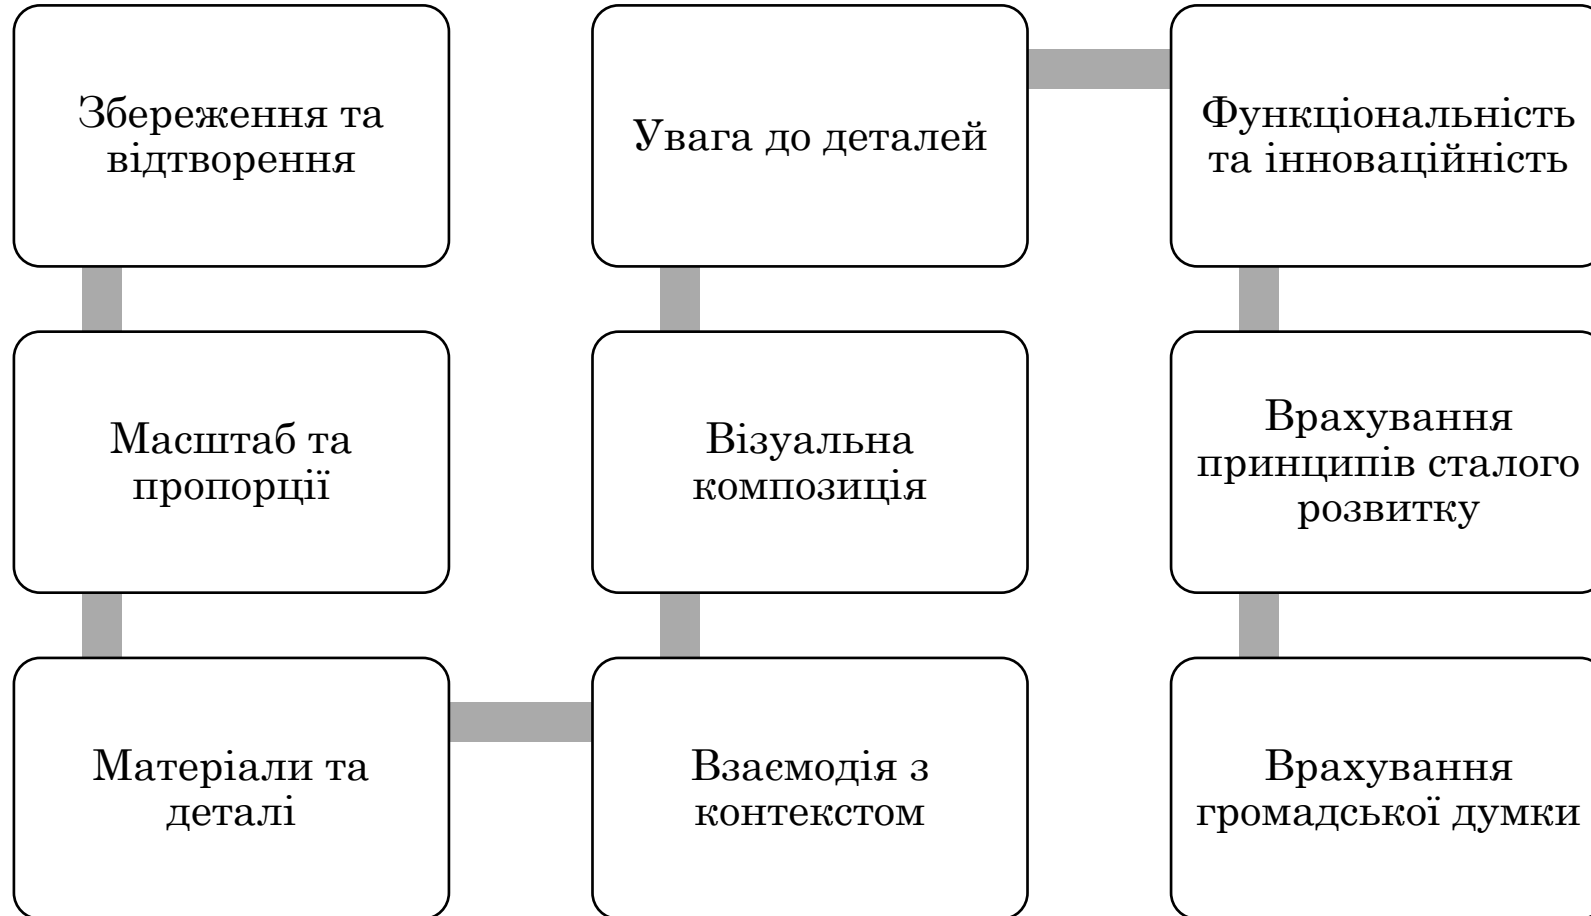 Збереження та
відтворення
Масштаб та
пропорції
Матеріали та
деталі
Взаємодія з
контекстом
Візуальна
композиція
Увага до деталей
Функціональність
та інноваційність
Врахування
принципів сталого
розвитку
Врахування
громадської думки